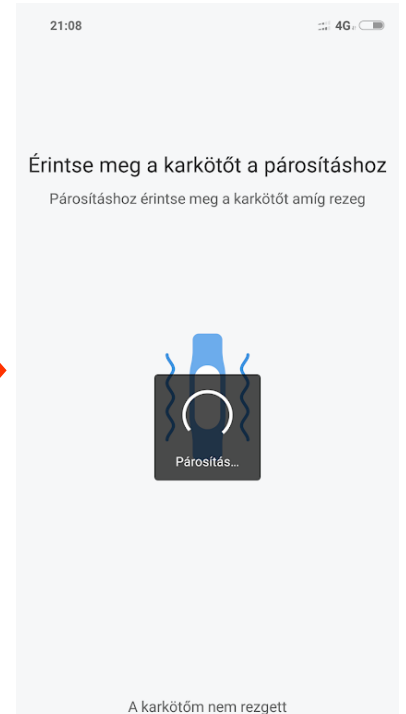 21:08
4G
Érintse meg a karkötőt a párosításhoz
Párosításhoz érintse meg a karkötőt amíg rezeg
Párosítás...
A karkötőm nem rezgett